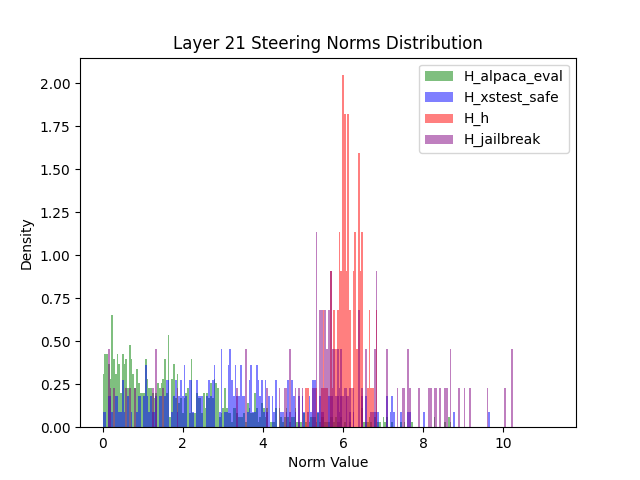 Layer 21 Steering Norms Distribution
H_alpaca_eval
H_xstest_safe
H_h
H_jailbreak
Density
2.00
1.75
1.50
1.25
1.00
0.75
0.50
0.25
0.00
0 2 4 6 8 10
Norm Value